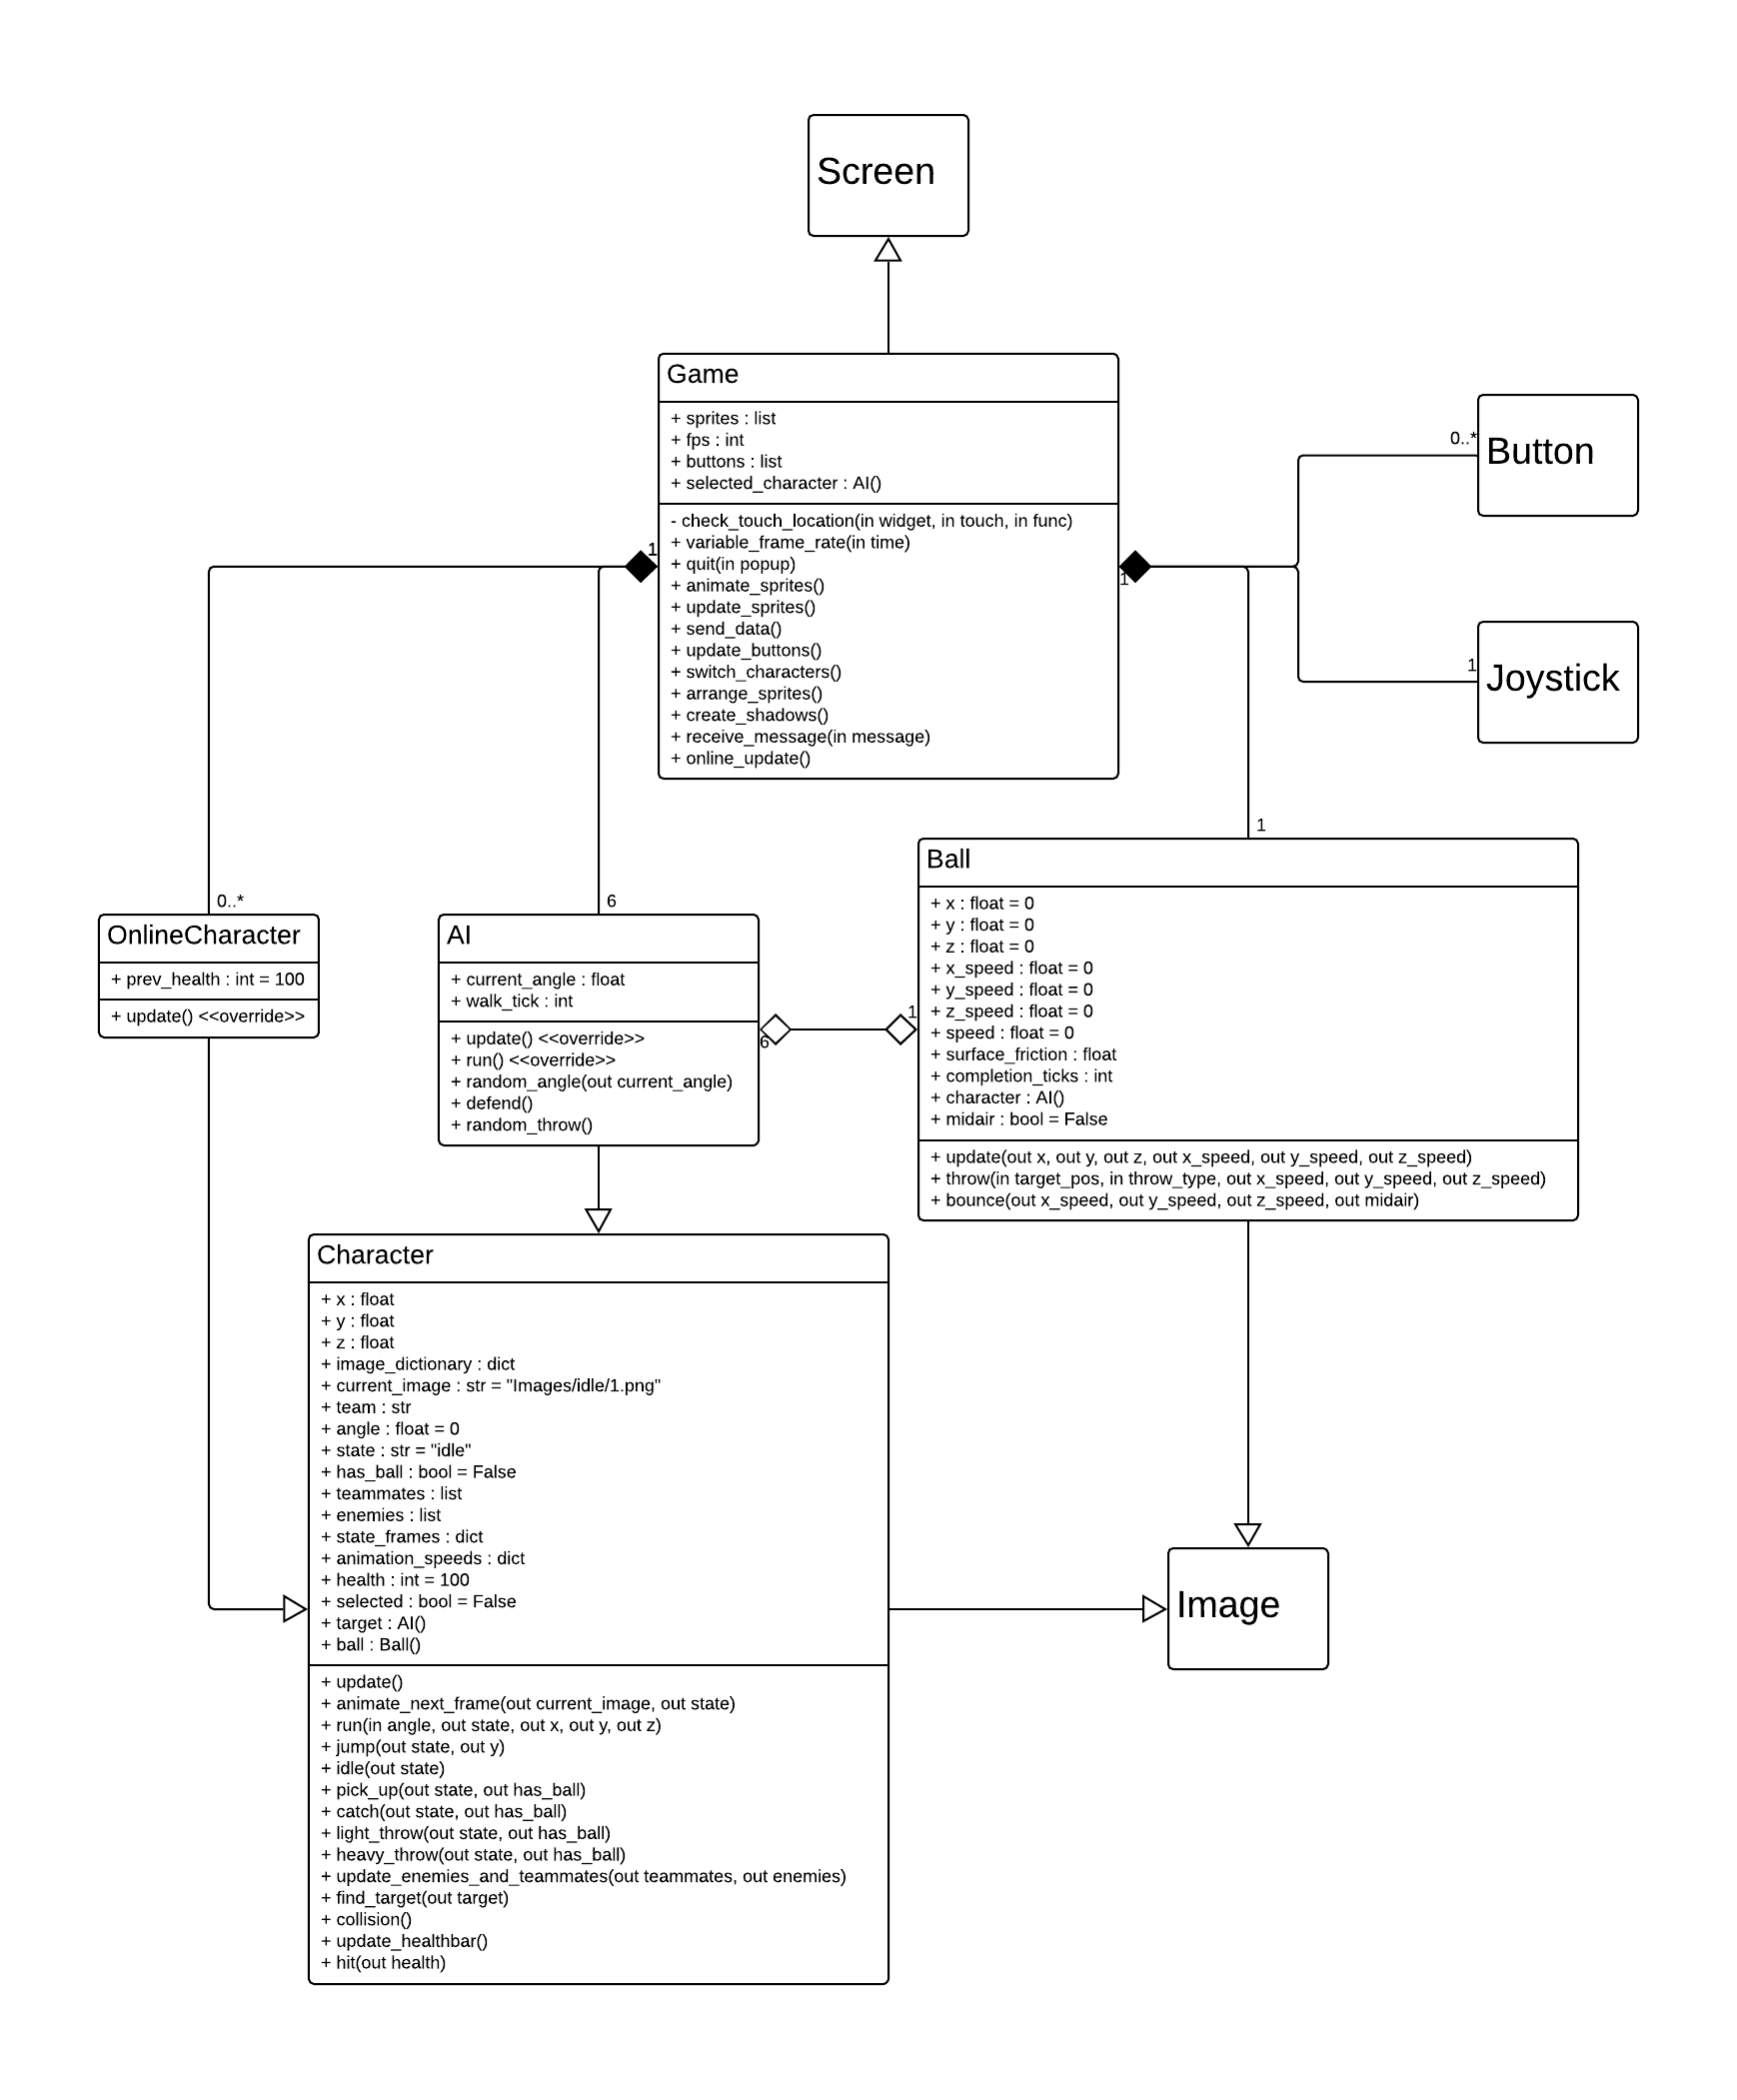 Screen
Game
+ sprites : list
+ fps : int
+ buttons : list
+ selected_character : AI()
- check_touch_location(in widget, in touch, in func)
+ variable_frame_rate(in time)
+ quit(in popup)
+ animate_sprites()
+ update_sprites()
+ send_data()
+ update_buttons()
+ switch_characters()
+ arrange_sprites()
+ create_shadows()
+ receive_message(in message)
+ online_update()
1
1
0..*
Button
1
Joystick
0..*
OnlineCharacter
+ prev_health : int = 100
+ update() <<override>>
6
AI
+ current_angle : float
+ walk_tick : int
+ update() <<override>>
+ run() <<override>>
+ random_angle(out current_angle)
+ defend()
+ random_throw()
6
1
1
Ball
+ x : float = 0
+ y : float = 0
+ z : float = 0
+ x_speed : float = 0
+ y_speed : float = 0
+ z_speed : float = 0
+ speed : float = 0
+ surface_friction : float
+ completion_ticks : int
+ character : AI()
+ midair : bool = False
+ update(out x, out y, out z, out x_speed, out y_speed, out z_speed)
+ throw(in target_pos, in throw_type, out x_speed, out y_speed, out z_speed)
+ bounce(out x_speed, out y_speed, out z_speed, out midair)
Character
+ x : float
+ y : float
+ z : float
+ image_dictionary : dict
+ current_image : str = "Images/idle/1.png"
+ team : str
+ angle : float = 0
+ state : str = "idle"
+ has_ball : bool = False
+ teammates : list
+ enemies : list
+ state_frames : dict
+ animation_speeds : dict
+ health : int = 100
+ selected : bool = False
+ target : AI()
+ ball : Ball()
+ update()
+ animate_next_frame(out current_image, out state)
+ run(in angle, out state, out x, out y, out z)
+ jump(out state, out y)
+ idle(out state)
+ pick_up(out state, out has_ball)
+ catch(out state, out has_ball)
+ light_throw(out state, out has_ball)
+ heavy_throw(out state, out has_ball)
+ update_enemies_and_teammates(out teammates, out enemies)
+ find_target(out target)
+ collision()
+ update_healthbar()
+ hit(out health)
Image